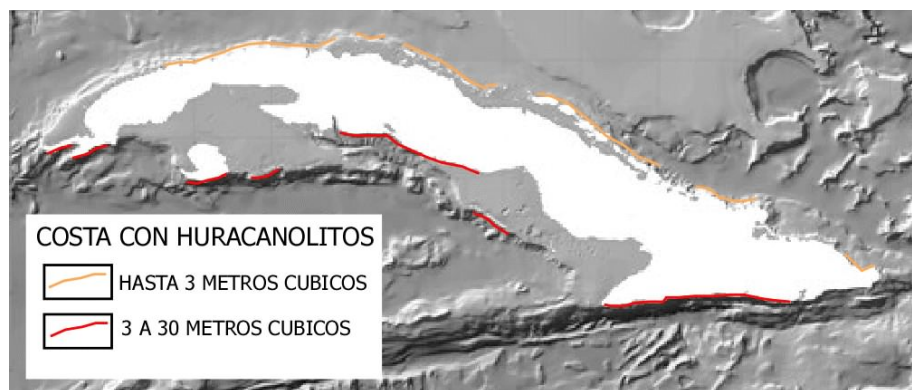 COSTA CON HURACANOLITOS
HASTA 3 METROS CUBICOS
3 A 30 METROS CUBICOS